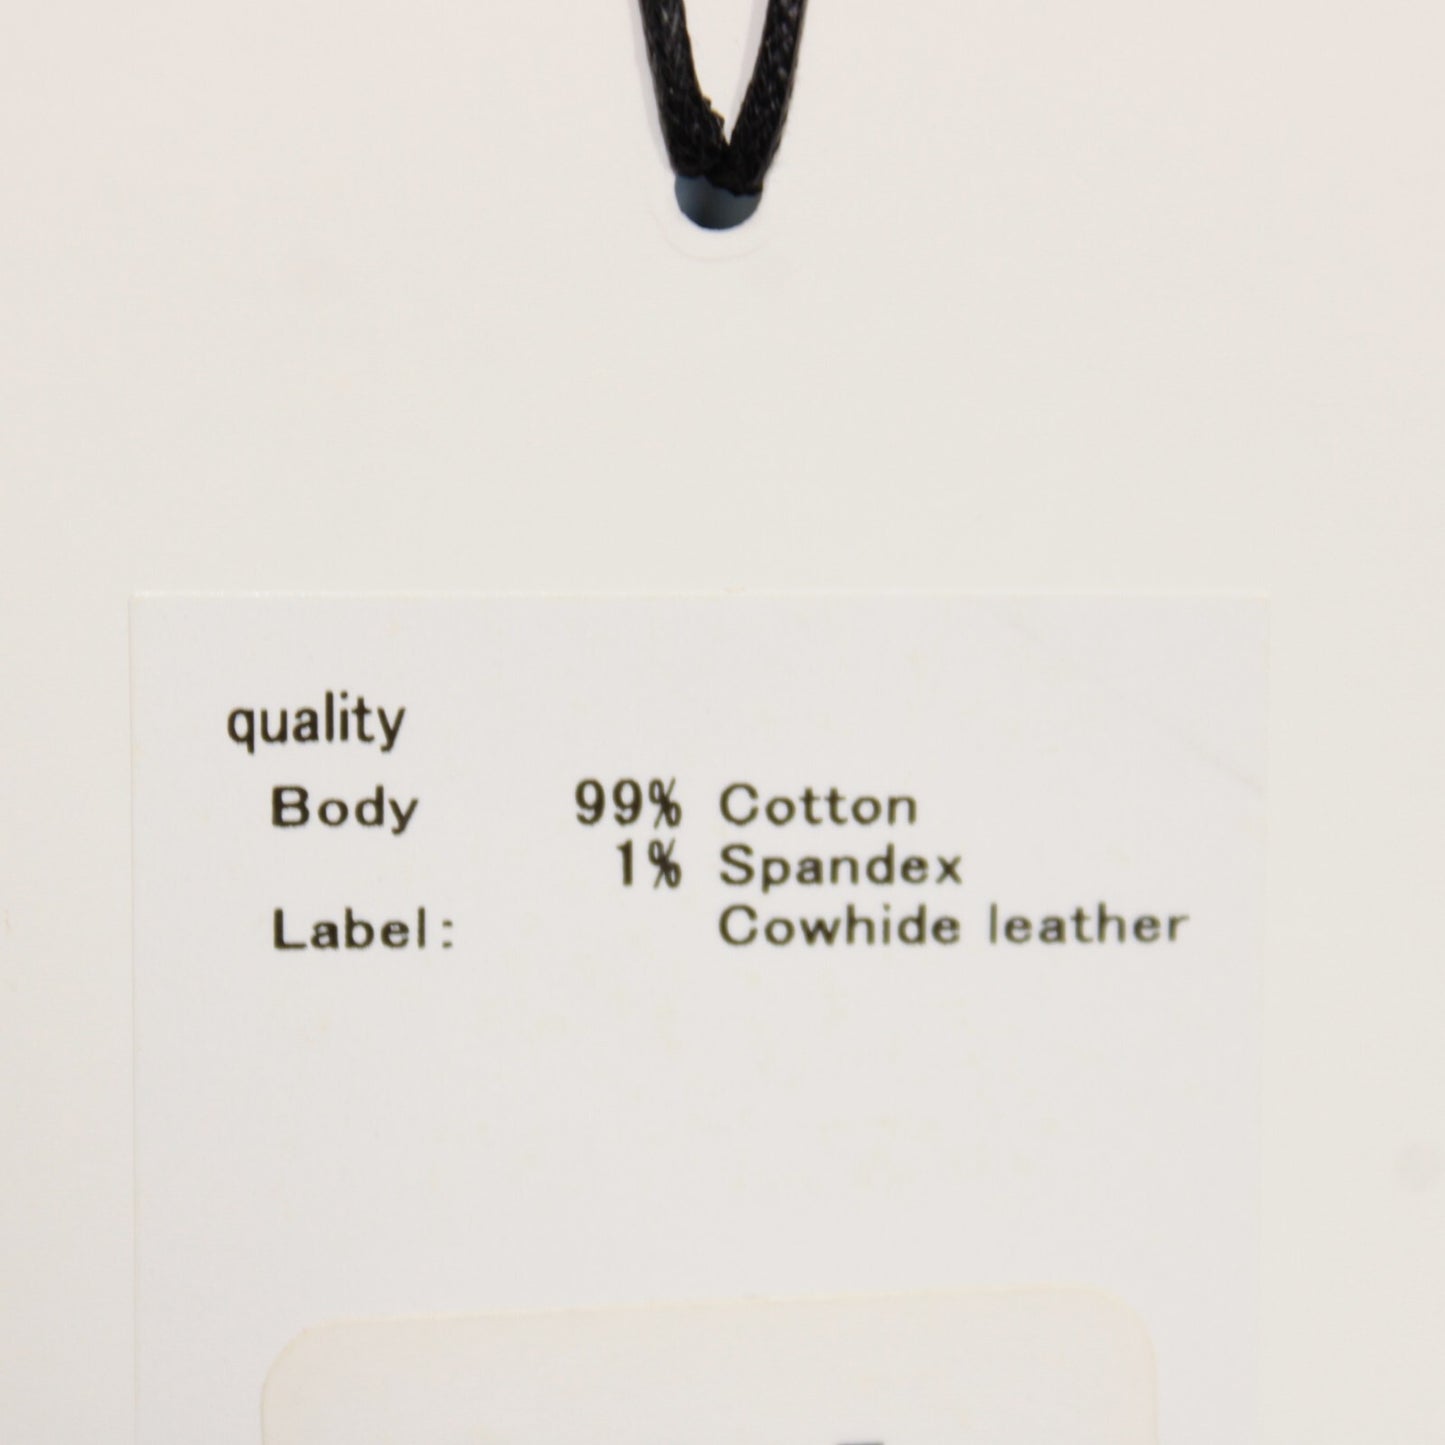 quality
Body 99% Cotton
1% Spandex
Label: Cowhide leather